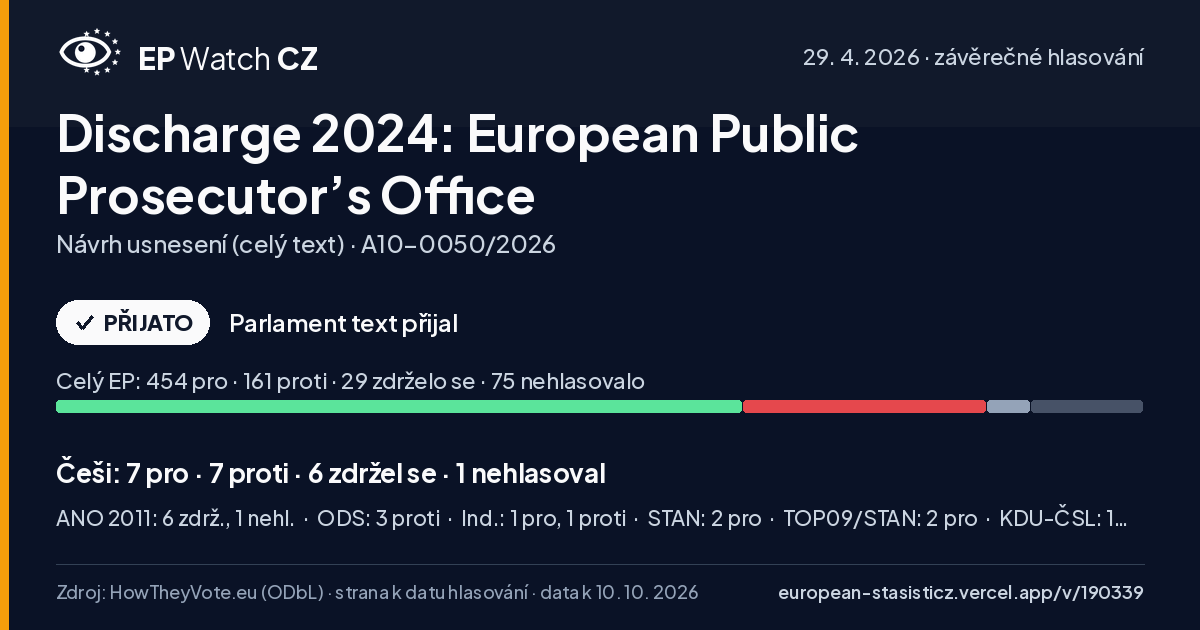 EP Watch CZ
29. 4. 2026 · závěrečné hlasování
Discharge 2024: European Public
Prosecutor’s Office
Návrh usnesení (celý text) · A10–0050/2026
✓ PŘIJATO Parlament text přijal
Celý EP: 454 pro · 161 proti · 29 zdrželo se · 75 nehlasovalo
Češi: 7 pro · 7 proti · 6 zdržel se · 1 nehlasoval
ANO 2011: 6 zdrž., 1 nehl. · ODS: 3 proti · Ind.: 1 pro, 1 proti · STAN: 2 pro · TOP09/STAN: 2 pro · KDU-ČSL: 1…
Zdroj: HowTheyVote.eu (ODbL) · strana k datu hlasování · data k 10. 10. 2026
european-stasisticz.vercel.app/v/190339